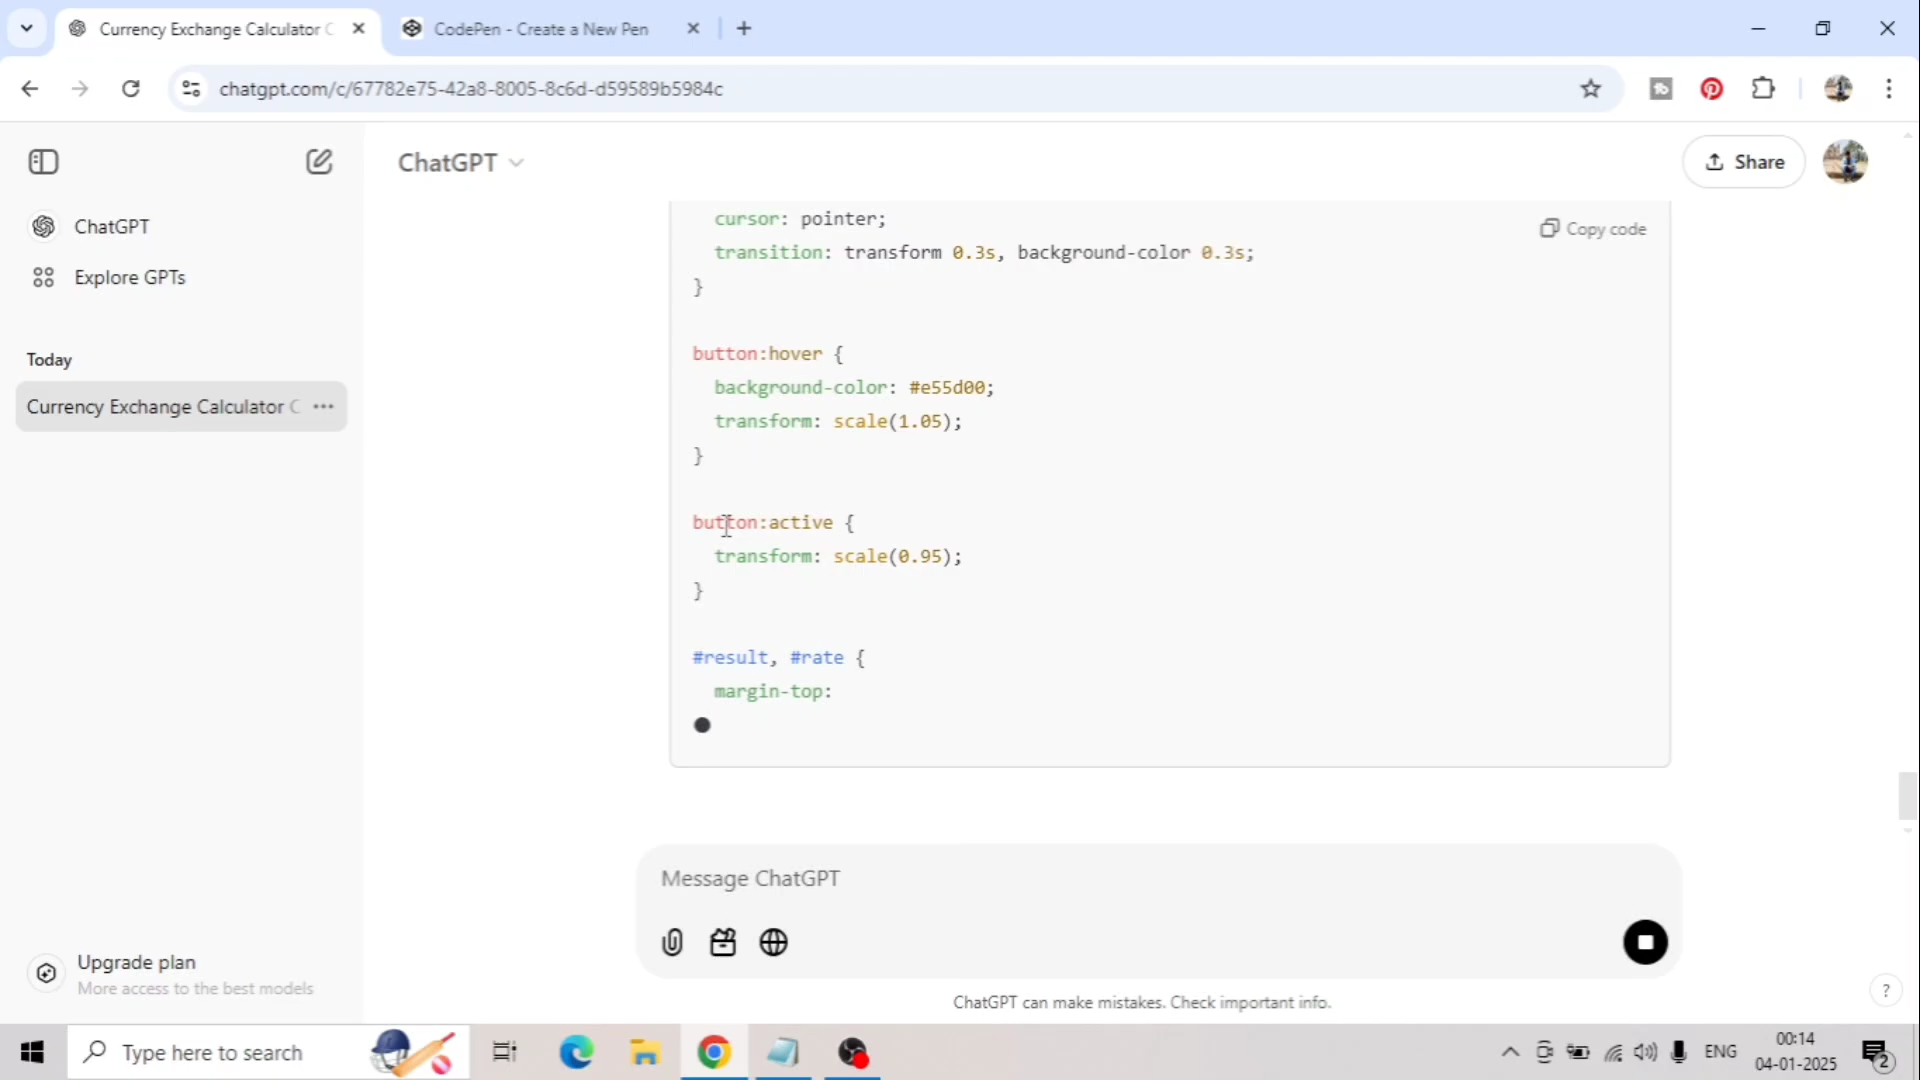 Currency Exchange Calculator C
CodePen - Create a New Pen
chatgpt.com/c/67782e75-42a8-8005-8c6d-d59589b5984c
ChatGPT
Share
ChatGPT
Explore GPTs
Today
Currency Exchange Calculator C
Upgrade plan
More access to the best models
Copy code
cursor: pointer;
transition: transform 0.3s, background-color 0.3s;
}
button:hover {
background-color: #e55d00;
transform: scale(1.05);
}
button:active {
transform: scale(0.95);
}
#result, #rate {
margin-top:
Message ChatGPT
ChatGPT can make mistakes. Check important info.
?
Type here to search
ENG
00:14
04-01-2025
2